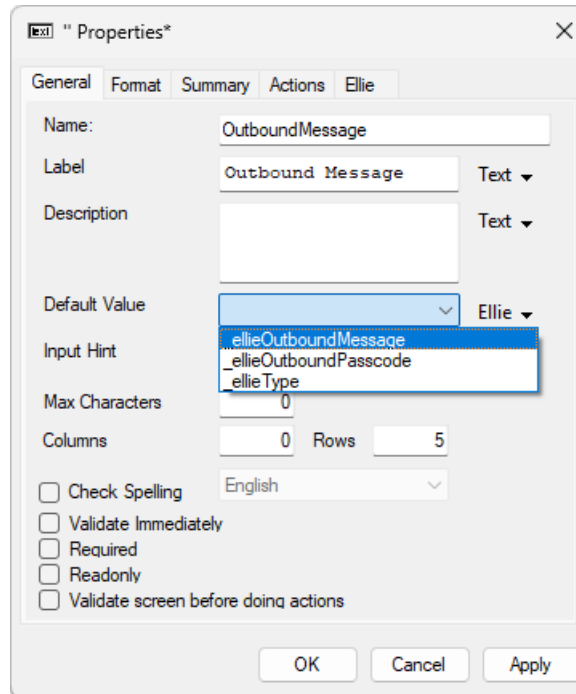 Text " Properties*
General Format Summary Actions Ellie
Name: OutboundMessage
Label Outbound Message Text
Description Text
Default Value Ellie
_ellieOutboundMessage
Input Hint
_ellieOutboundPasscode
_ellieType
Max Characters 0
Columns 0 Rows 5
Check Spelling English
Validate Immediately
Required
Readonly
Validate screen before doing actions
OK Cancel Apply